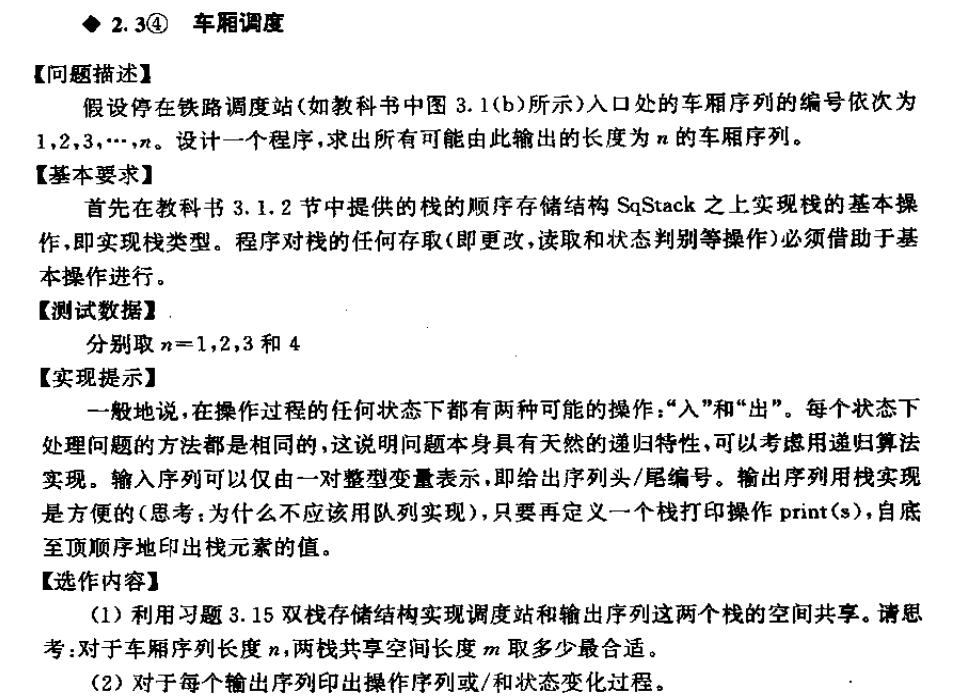 ◆ 2.3④ 车厢调度
【问题描述】
假设停在铁路调度站(如教科书中图 3.1(b)所示)入口处的车厢序列的编号依次为
1,2,3,…,n。设计一个程序,求出所有可能由此输出的长度为 n 的车厢序列。
【基本要求】
首先在教科书 3.1.2 节中提供的栈的顺序存储结构 SqStack 之上实现栈的基本操
作,即实现栈类型。程序对栈的任何存取(即更改,读取和状态判别等操作)必须借助于基
本操作进行。
【测试数据】
分别取 n=1,2,3 和 4
【实现提示】
一般地说,在操作过程的任何状态下都有两种可能的操作:“入”和“出”。每个状态下
处理问题的方法都是相同的,这说明问题本身具有天然的递归特性,可以考虑用递归算法
实现。输入序列可以仅由一对整型变量表示,即给出序列头/尾编号。输出序列用栈实现
是方便的(思考:为什么不应该用队列实现),只要再定义一个栈打印操作 print(s),自底
至顶顺序地印出栈元素的值。
【选作内容】
(1) 利用习题 3.15 双栈存储结构实现调度站和输出序列这两个栈的空间共享。请思
考:对于车厢序列长度 n,两栈共享空间长度 m 取多少最合适。
(2) 对于每个输出序列印出操作序列或/和状态变化过程。